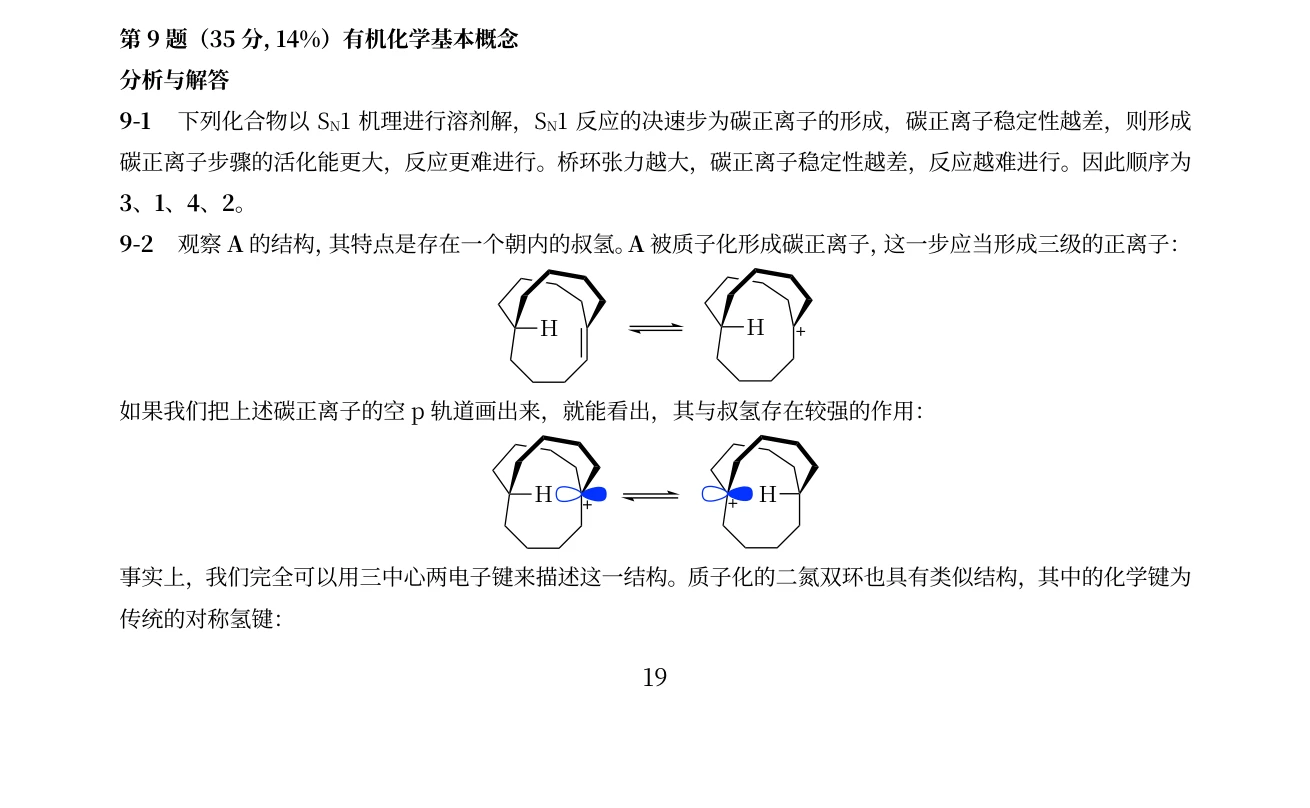 第 9 题（35 分, 14%）有机化学基本概念
分析与解答
9-1 下列化合物以 SN1 机理进行溶剂解，SN1 反应的决速步为碳正离子的形成，碳正离子稳定性越差，则形成
碳正离子步骤的活化能更大，反应更难进行。桥环张力越大，碳正离子稳定性越差，反应越难进行。因此顺序为
3、1、4、2。
9-2 观察 A 的结构, 其特点是存在一个朝内的叔氢。A 被质子化形成碳正离子, 这一步应当形成三级的正离子：
H H +
如果我们把上述碳正离子的空 p 轨道画出来，就能看出，其与叔氢存在较强的作用：
H + + H
事实上，我们完全可以用三中心两电子键来描述这一结构。质子化的二氮双环也具有类似结构，其中的化学键为
传统的对称氢键：
19